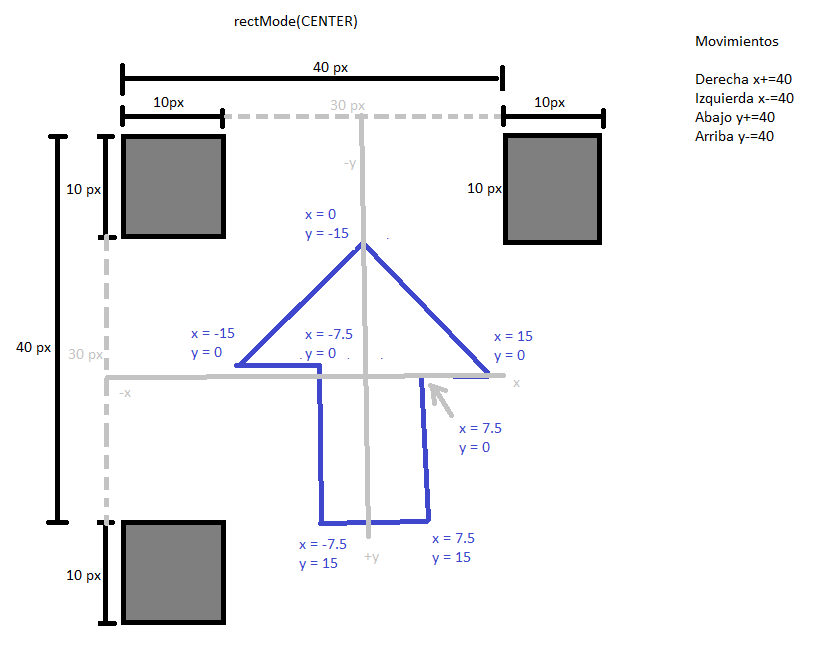 rectMode(CENTER)
Movimientos
40 px
Derecha x+=40
Izquierda x-=40
Abajo y+=40
Arriba y-=40
10px
30 px
10px
-y
10 px
10 px
x = 0
y = -15
x = -15
y = 0
x = -7.5
y = 0
x = 15
y = 0
40 px
30 px
-x
x
x = 7.5
y = 0
x = -7.5
y = 15
+y
x = 7.5
y = 15
10 px